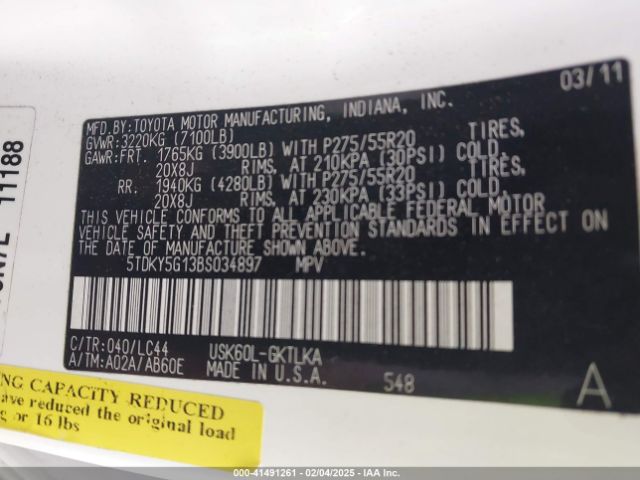 03/11
MFD.BY:TOYOTA MOTOR MANUFACTURING, INDIANA, INC.
GVWR:3220KG (7100LB)
GAWR:FRT. 1765KG (3900LB) WITH P275/55R20 TIRES,
20X8J RIMS, AT 210KPA (30PSI) COLD,
RR. 1940KG (4280LB) WITH P275/55R20 TIRES,
20X8J RIMS, AT 230KPA (33PSI) COLD,
THIS VEHICLE CONFORMS TO ALL APPLICABLE FEDERAL MOTOR
VEHICLE SAFETY AND THEFT PREVENTION STANDARDS IN EFFECT ON
THE DATE OF MANUFACTURE SHOWN ABOVE.
5TDKY5G13BS034897 MPV
C/TR:040/LC44 USK60L-GKTLKA
A/TM:A02A/AB60E MADE IN U.S.A. 548
A
11188
CAPACITY REDUCED
have reduced the original load
or 16 lbs
000-41491261 - 02/04/2025 - IAA Inc.